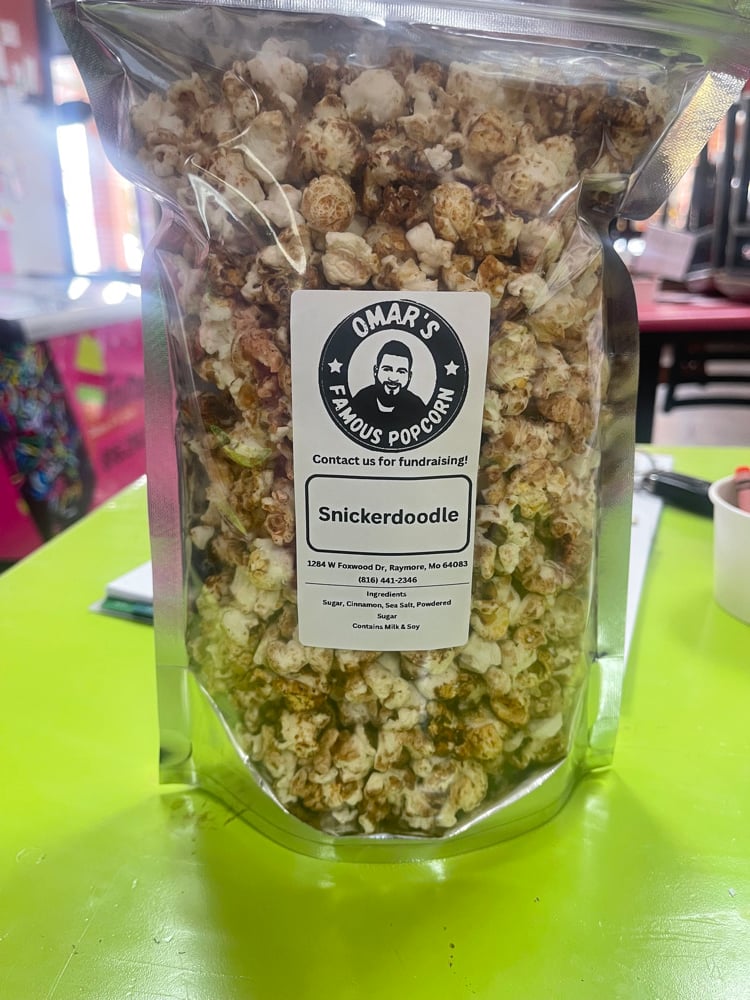 OMAR'S
FAMOUS POPCORN
Contact us for fundraising!
Snickerdoodle
1284 W Foxwood Dr, Raymore, Mo 64083
(816) 441-2346
Ingredients
Sugar, Cinnamon, Sea Salt, Powdered
Sugar
Contains Milk & Soy